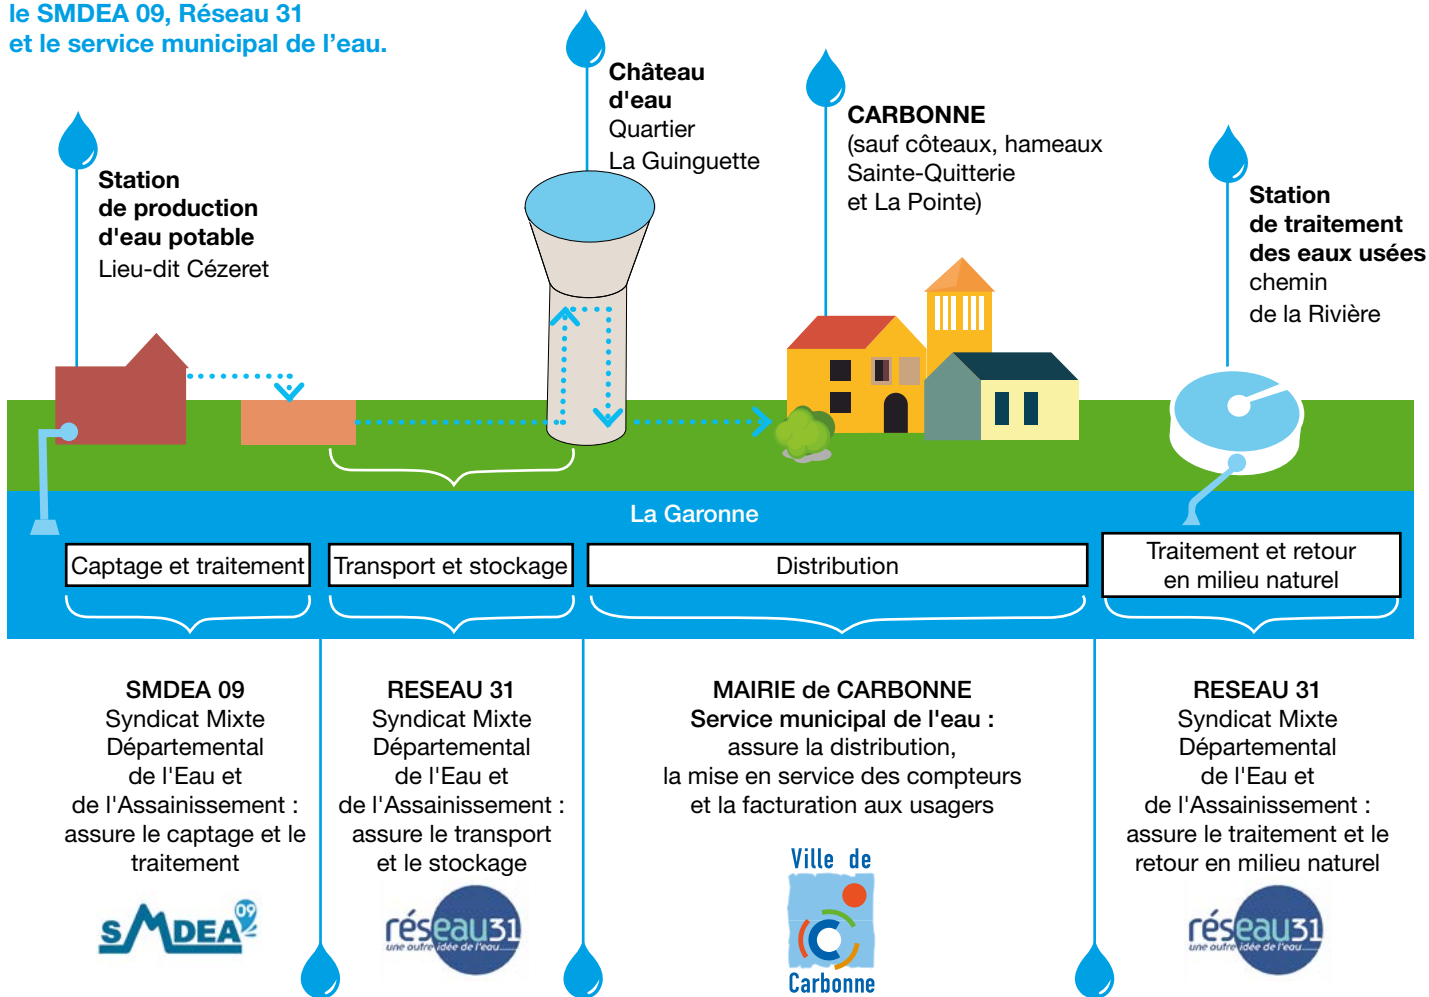 le SMDEA 09, Réseau 31
et le service municipal de l'eau.
Station
de production
d'eau potable
Lieu-dit Cézeret
Château
d'eau
Quartier
La Guinguette
CARBONNE
(sauf côteaux, hameaux
Sainte-Quitterie
et La Pointe)
Station
de traitement
des eaux usées
chemin
de la Rivière
La Garonne
Captage et traitement
Transport et stockage
Distribution
Traitement et retour
en milieu naturel
SMDEA 09
Syndicat Mixte
Départemental
de l'Eau et
de l'Assainissement :
assure le captage et le
traitement
SMDEA 09
RESEAU 31
Syndicat Mixte
Départemental
de l'Eau et
de l'Assainissement :
assure le transport
et le stockage
réseau31
une autre idée de l'eau
MAIRIE de CARBONNE
Service municipal de l'eau :
assure la distribution,
la mise en service des compteurs
et la facturation aux usagers
Ville de
Carbonne
RESEAU 31
Syndicat Mixte
Départemental
de l'Eau et
de l'Assainissement :
assure le traitement et le
retour en milieu naturel
réseau31
une autre idée de l'eau